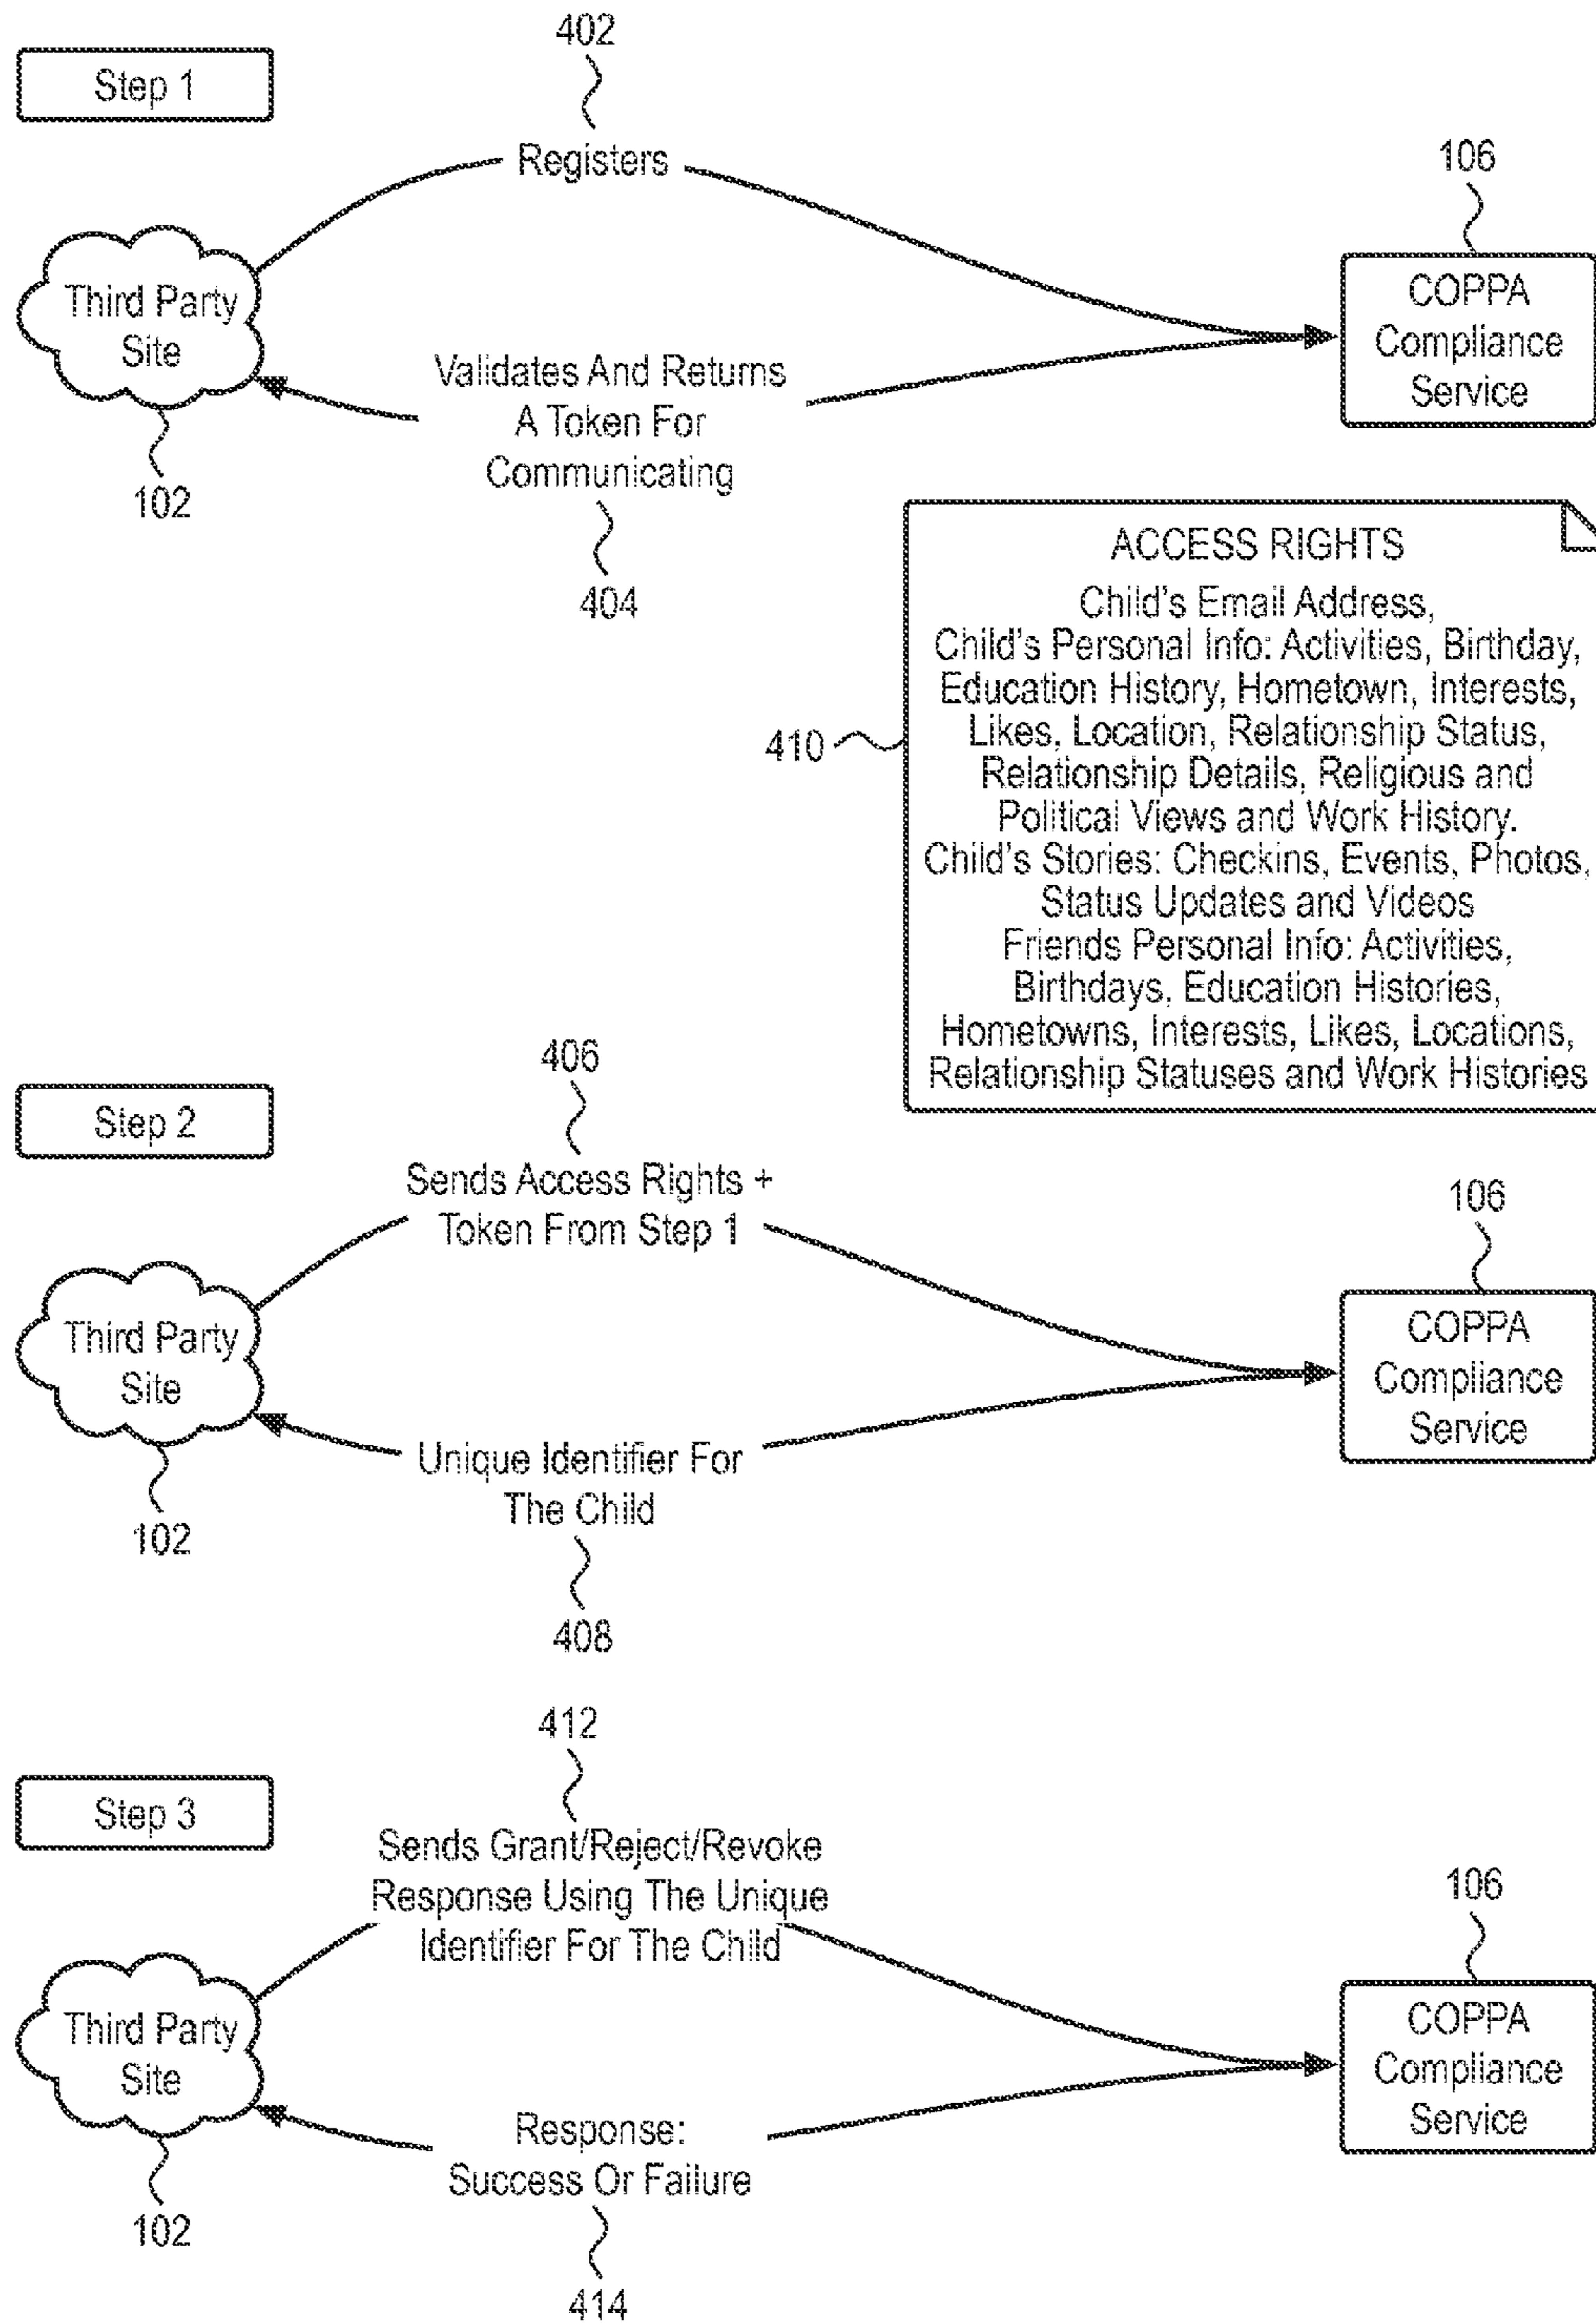 402
Step 1
Registers
106
Third Party
Site
COPPA
Compliance
Service
Validates And Returns
A Token For
Communicating
102
404
ACCESS RIGHTS
Child's Email Address,
Child's Personal Info: Activities, Birthday,
Education History, Hometown, Interests,
Likes, Location, Relationship Status,
Relationship Details, Religious and
Political Views and Work History.
Child's Stories: Checkins, Events, Photos,
Status Updates and Videos
Friends Personal Info: Activities,
Birthdays, Education Histories,
Hometowns, Interests, Likes, Locations,
Relationship Statuses and Work Histories
410
406
Step 2
Sends Access Rights +
Token From Step 1
106
Third Party
Site
COPPA
Compliance
Service
Unique Identifier For
The Child
102
408
412
Step 3
Sends Grant/Reject/Revoke
Response Using The Unique
Identifier For The Child
106
Third Party
Site
COPPA
Compliance
Service
Response:
Success Or Failure
102
414